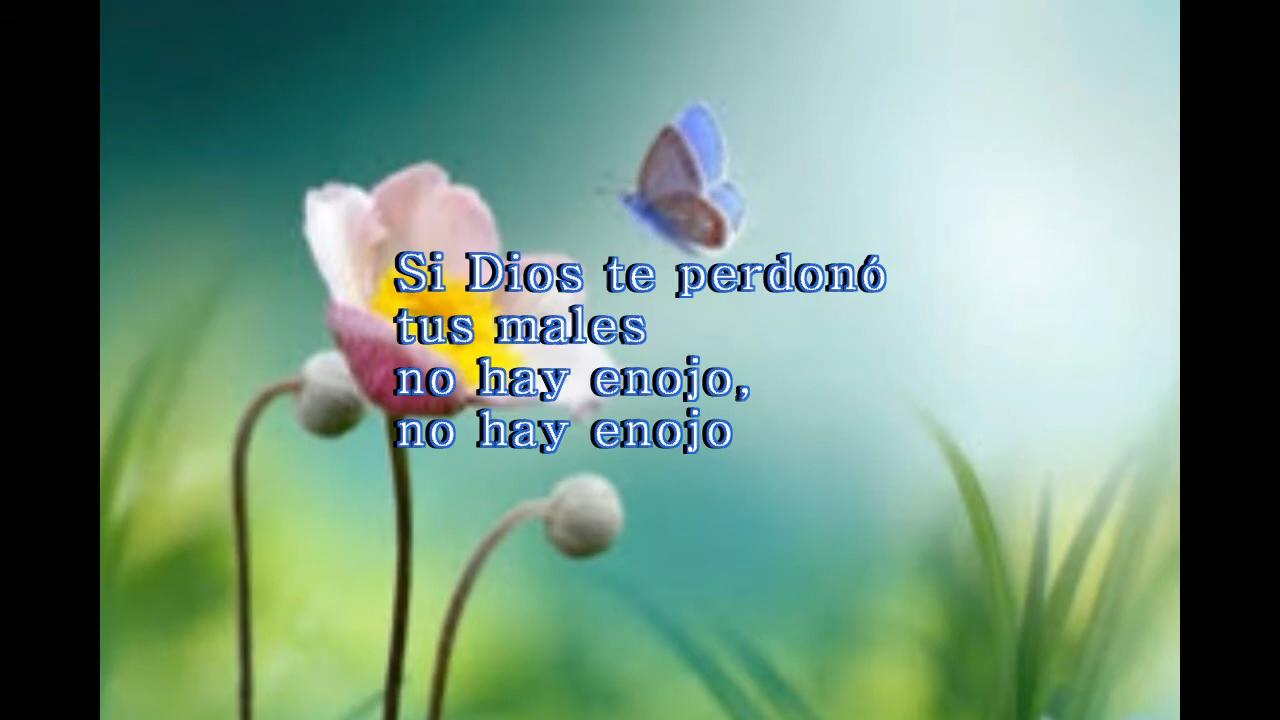 Si Dios te perdonó
tus males
no hay enojo,
no hay enojo